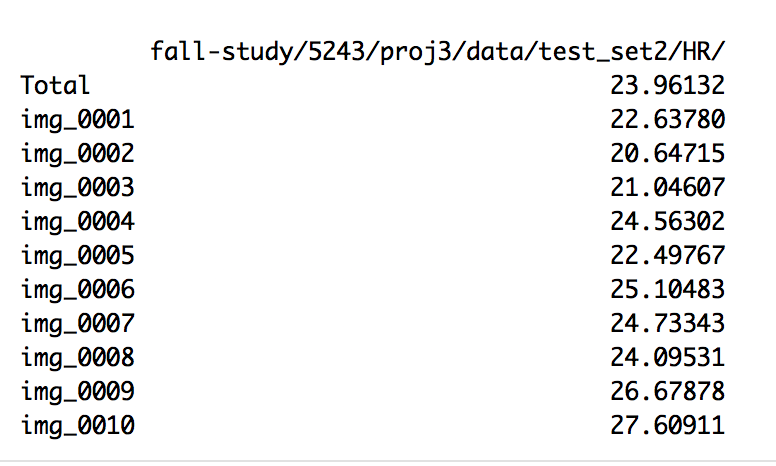 fall-study/5243/proj3/data/test_set2/HR/
Total 23.96132
img_0001 22.63780
img_0002 20.64715
img_0003 21.04607
img_0004 24.56302
img_0005 22.49767
img_0006 25.10483
img_0007 24.73343
img_0008 24.09531
img_0009 26.67878
img_0010 27.60911